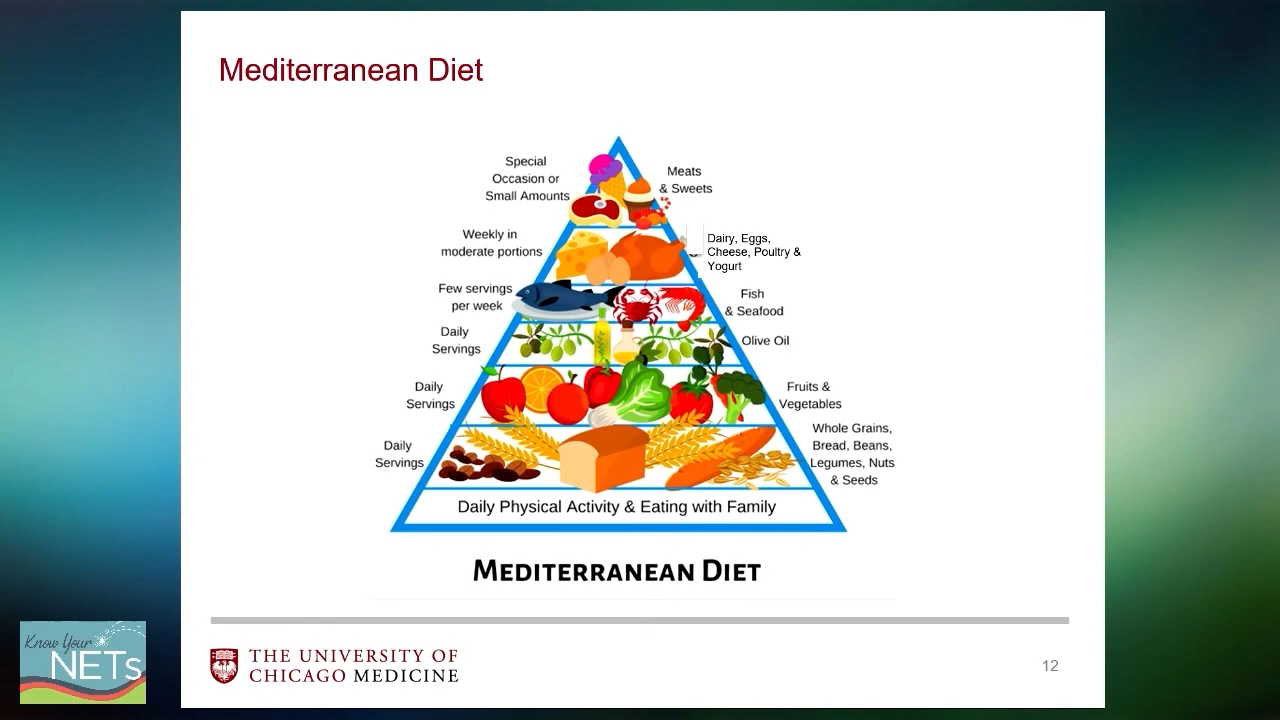 Mediterranean Diet
Special
Occasion or
Small Amounts
Meats
& Sweets
Weekly in
moderate portions
Dairy, Eggs,
Cheese, Poultry &
Yogurt
Few servings
per week
Fish
& Seafood
Daily
Servings
Olive Oil
Daily
Servings
Fruits &
Vegetables
Daily
Servings
Whole Grains,
Bread, Beans,
Legumes, Nuts
& Seeds
Daily Physical Activity & Eating with Family
MEDITERRANEAN DIET
Know Your
NETs
THE UNIVERSITY OF
CHICAGO MEDICINE
12